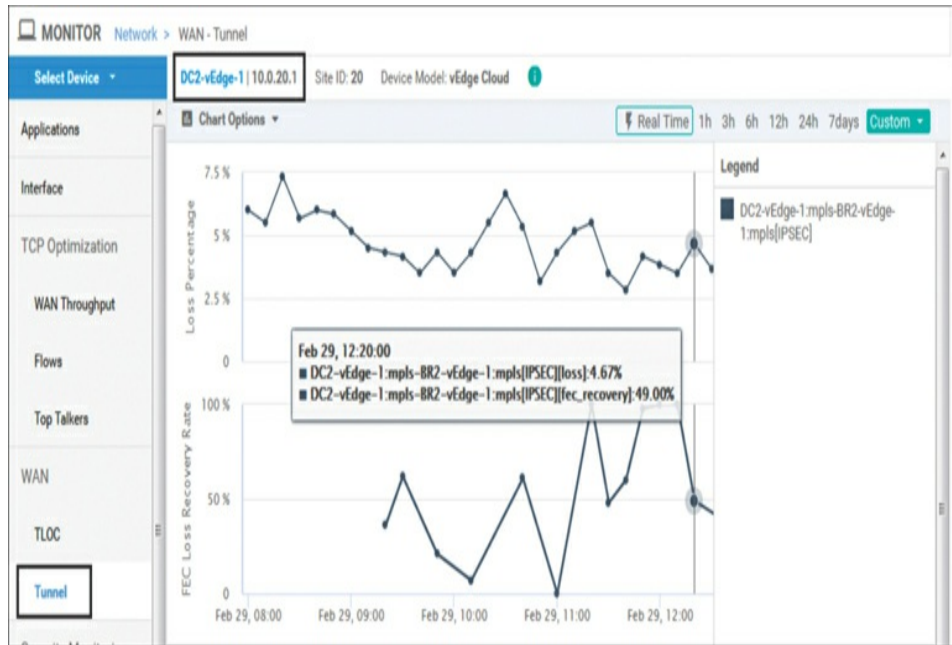 MONITOR Network > WAN - Tunnel
Select Device
DC2-vEdge-1 | 10.0.20.1 Site ID: 20 Device Model: vEdge Cloud i
Applications
Interface
TCP Optimization
WAN Throughput
Flows
Top Talkers
WAN
TLOC
Tunnel
Chart Options
Real Time 1h 3h 6h 12h 24h 7days Custom
Loss Percentage
7.5 %
5 %
2.5 %
0
Feb 29, 12:20:00
DC2-vEdge-1:mpls-BR2-vEdge-1:mpls[IPSEC][loss]:4.67%
DC2-vEdge-1:mpls-BR2-vEdge-1:mpls[IPSEC][fec_recovery]:49.00%
FEC Loss Recovery Rate
100 %
50 %
0
Feb 29, 08:00 Feb 29, 09:00 Feb 29, 10:00 Feb 29, 11:00 Feb 29, 12:00
Legend
DC2-vEdge-1:mpls-BR2-vEdge-
1:mpls[IPSEC]